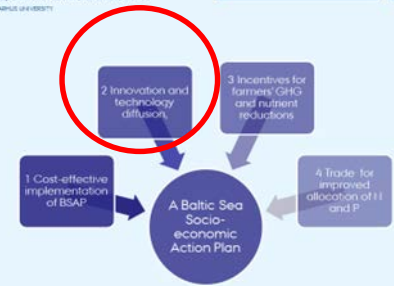 AARHUS UNIVERSITY
2 Innovation and
technology
diffusion,
3 Incentives for
farmers' GHG
and nutrient
reductions
1 Cost-effective
implementation
of BSAP
A Baltic Sea
Socio-
economic
Action Plan
4 Trade for
improved
allocation of N
and P